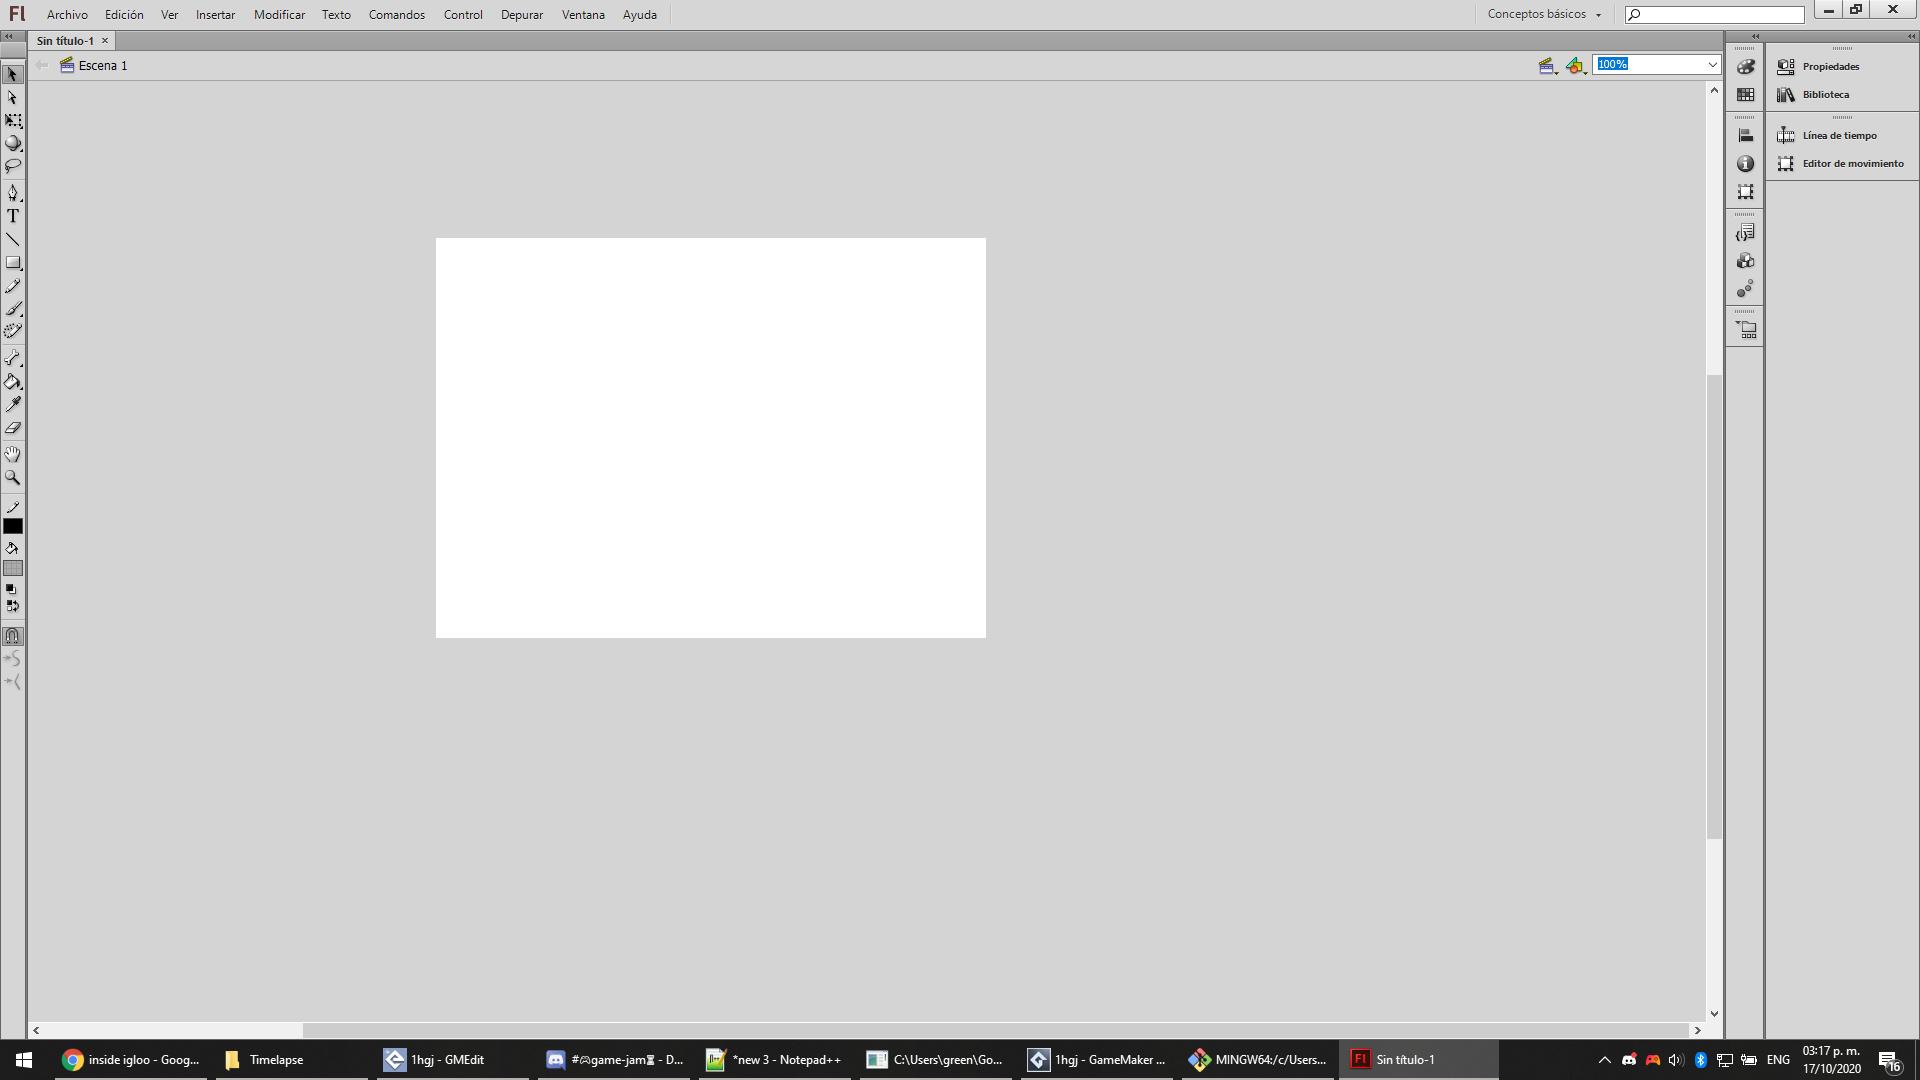 Fl Archivo Edición Ver Insertar Modificar Texto Comandos Control Depurar Ventana Ayuda Conceptos básicos
Sin título-1
Escena 1 100%
Propiedades
Biblioteca
Línea de tiempo
Editor de movimiento
T
inside igloo - Goog... Timelapse 1hgj - GMEdit #🎮game-jam⏳ - D... *new 3 - Notepad++ C:\Users\green\Go... 1hgj - GameMaker ... MINGW64:/c/Users... Fl Sin título-1 ENG 03:17 p. m.
17/10/2020 16